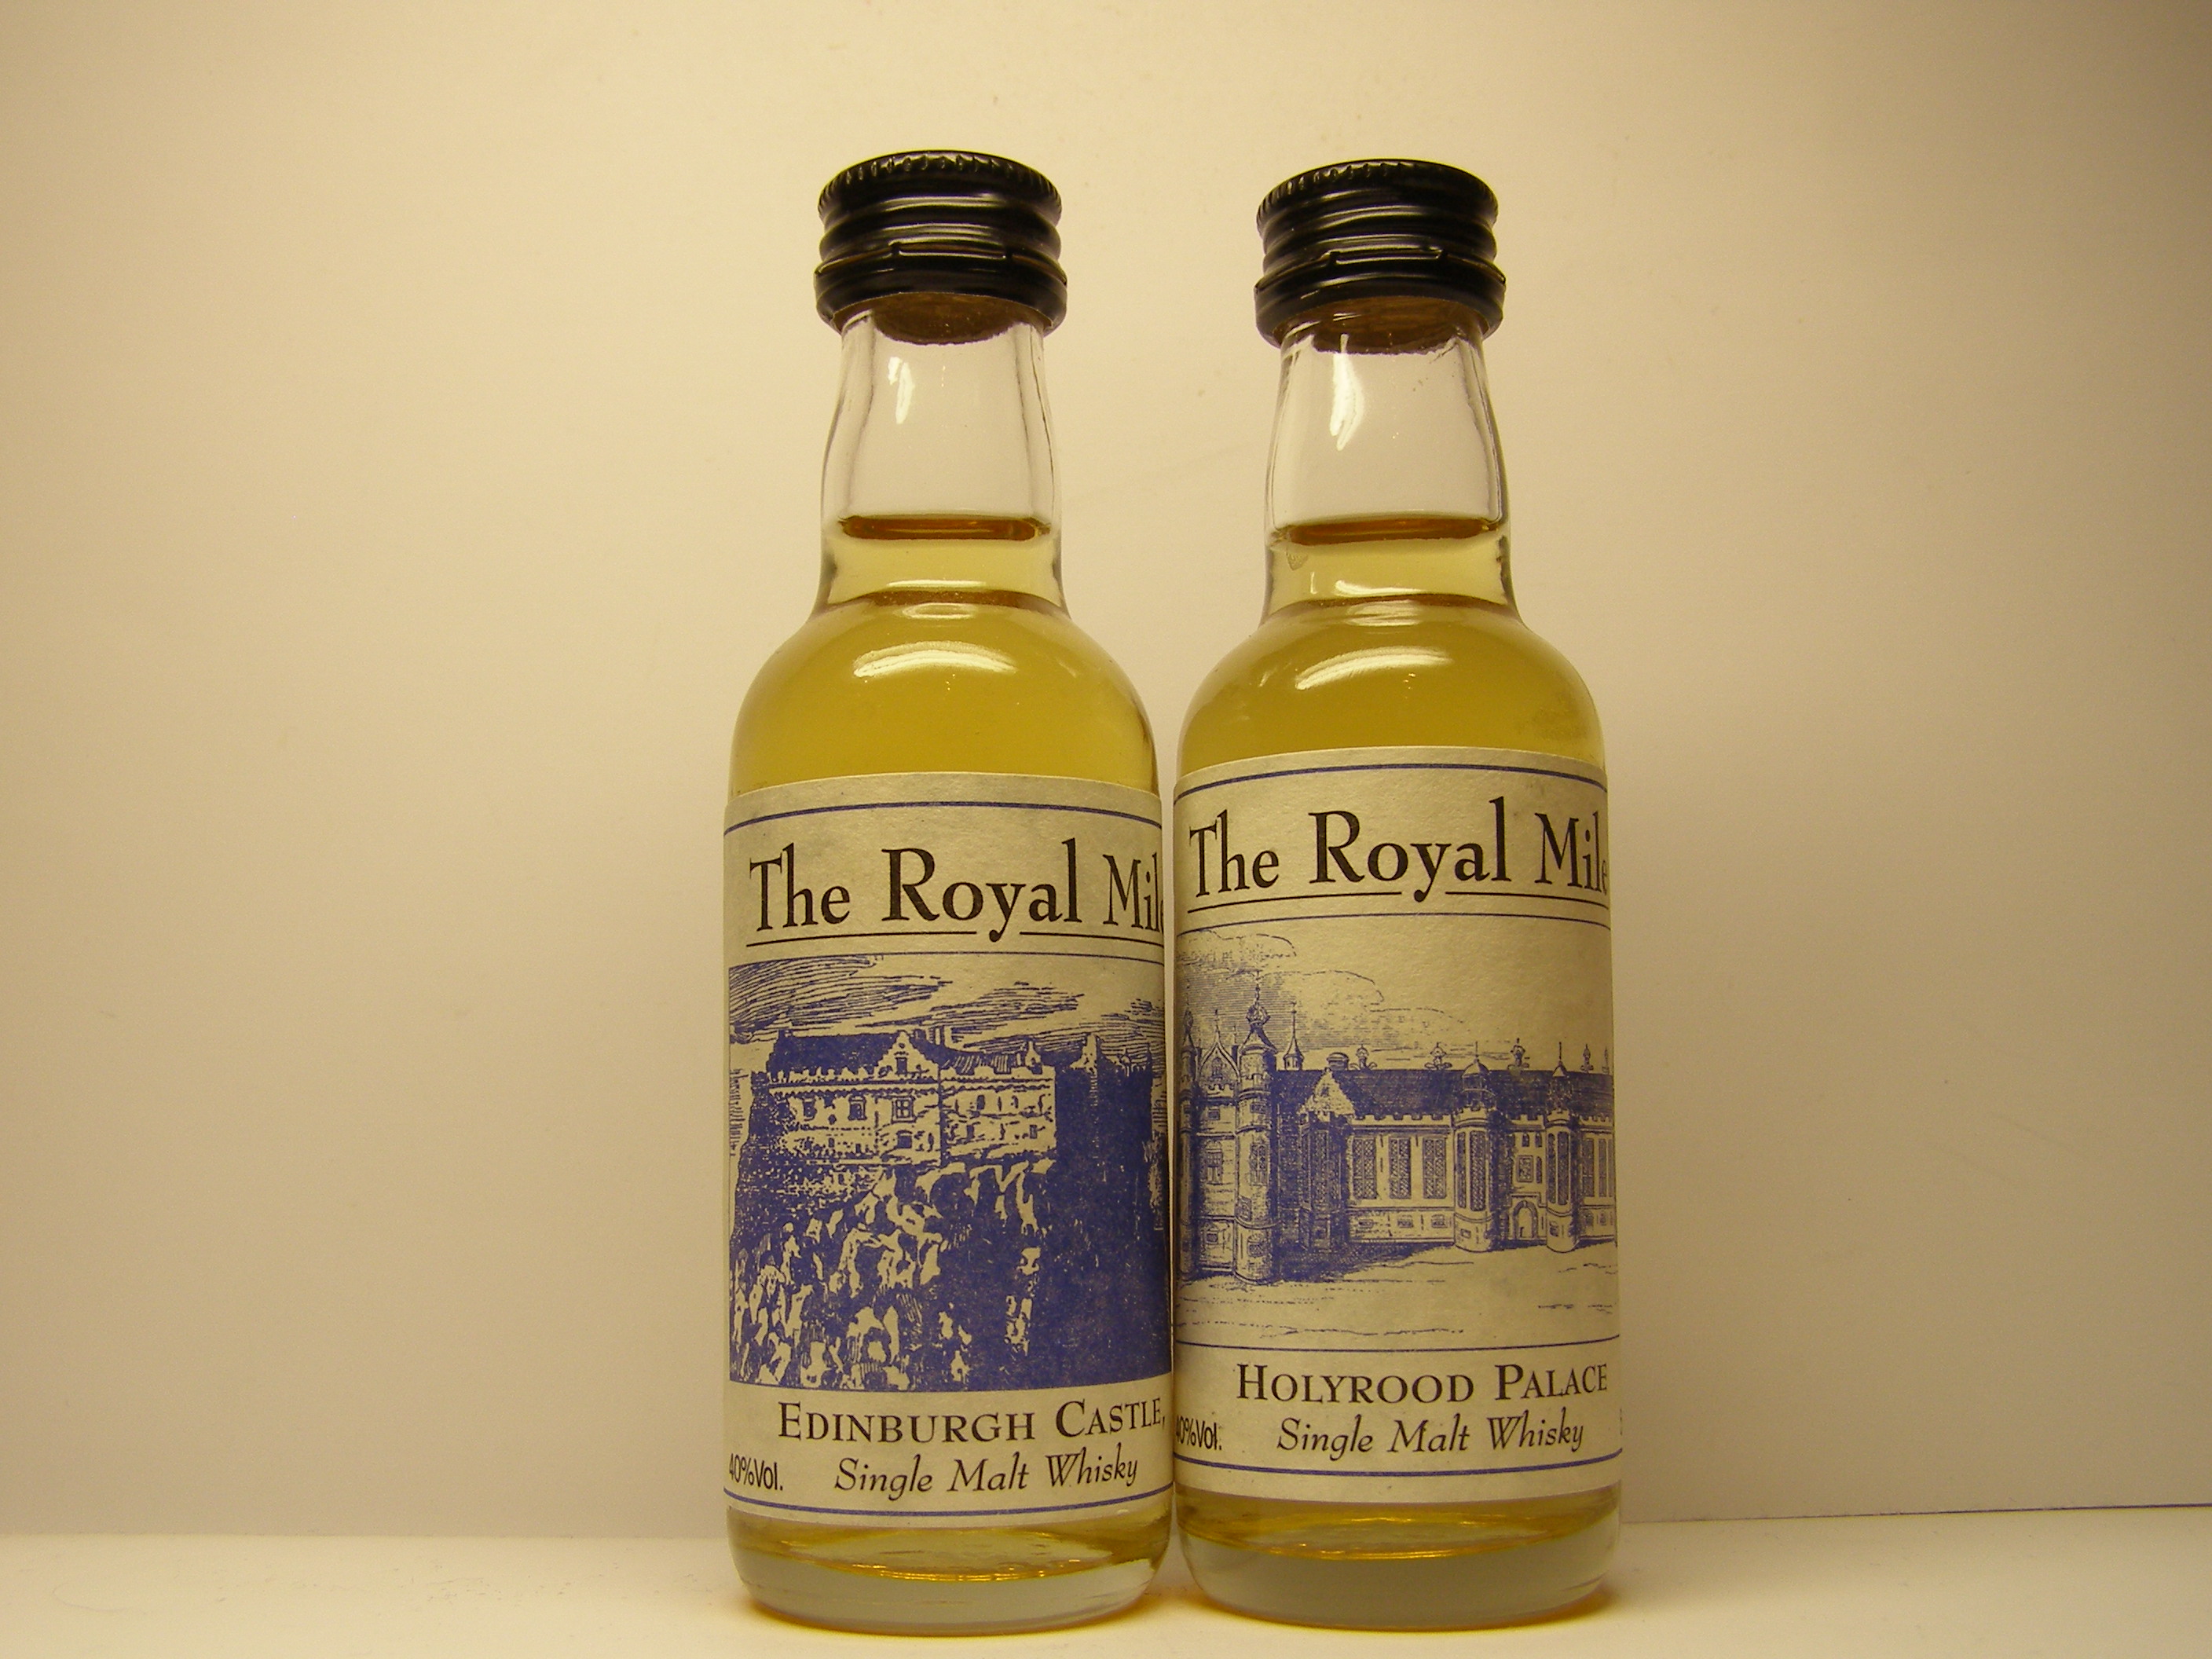 The Royal Mile
EDINBURGH CASTLE,
40%Vol. Single Malt Whisky
The Royal Mile
HOLYROOD PALACE
40%Vol. Single Malt Whisky